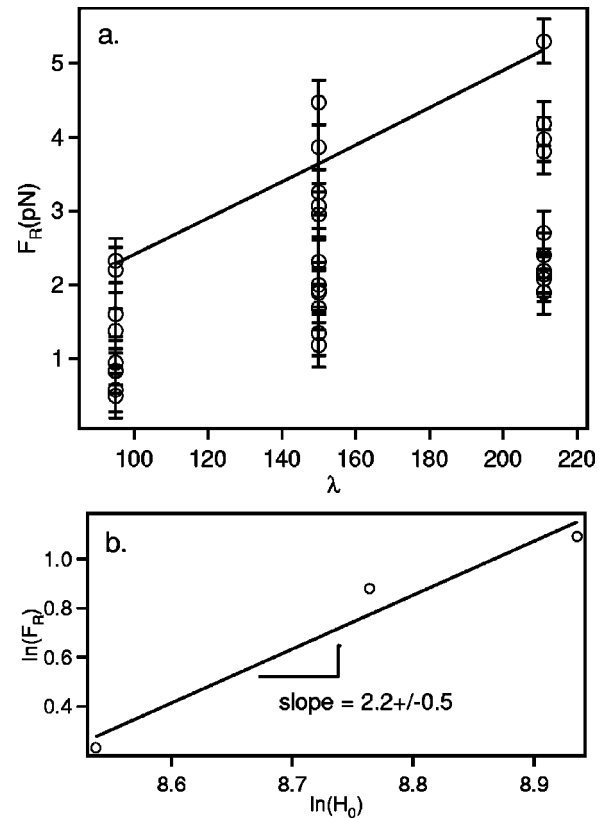 a.
5
4
3
2
1
F_R(pN)
100 120 140 160 180 200 220
λ
b.
1.0
0.8
0.6
0.4
ln(F_R)
slope = 2.2+/-0.5
8.6 8.7 8.8 8.9
ln(H_0)